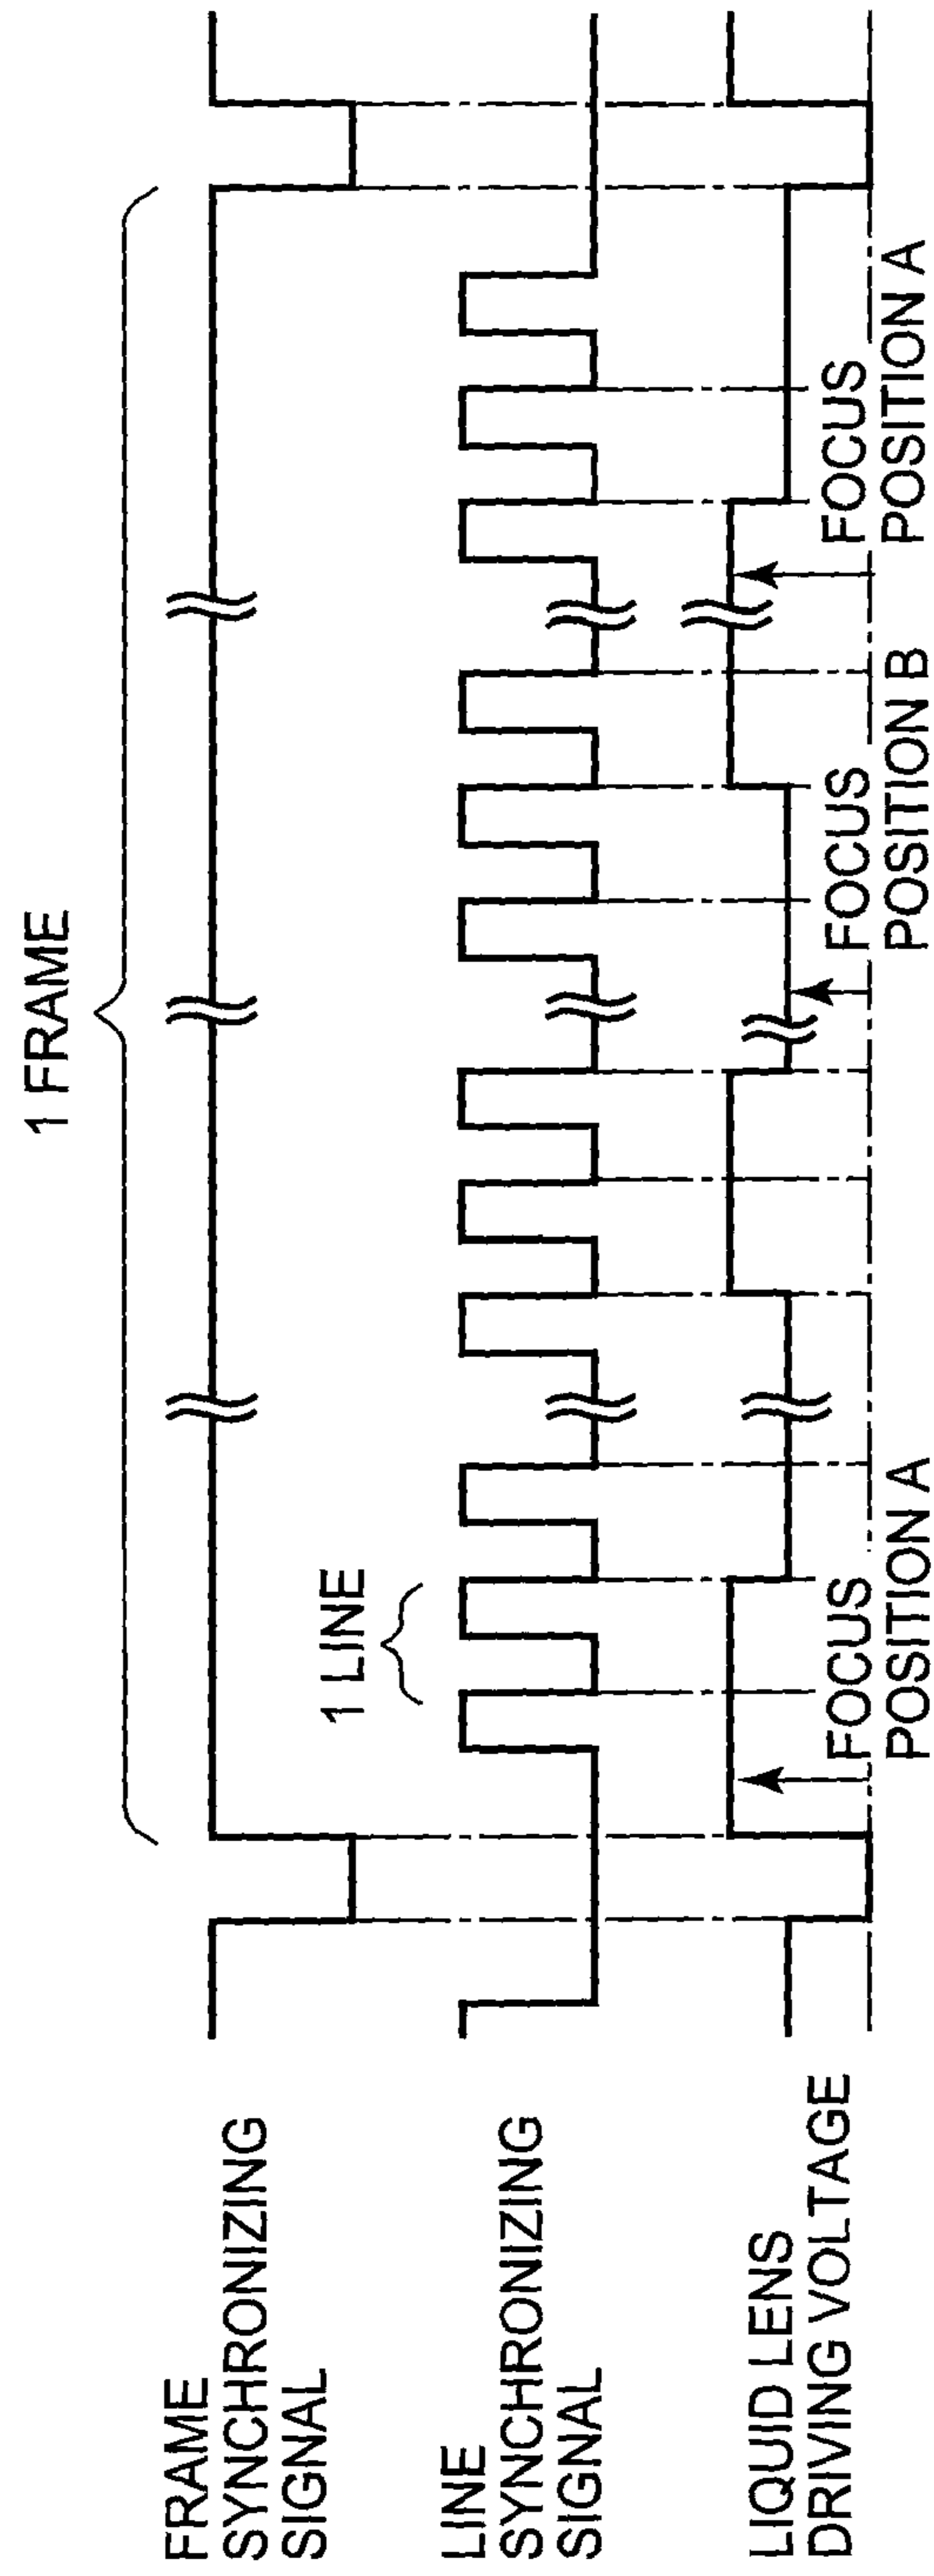 1 FRAME
FRAME
SYNCHRONIZING
SIGNAL
1 LINE
LINE
SYNCHRONIZING
SIGNAL
LIQUID LENS
DRIVING VOLTAGE
FOCUS
POSITION A
FOCUS
POSITION B
FOCUS
POSITION A